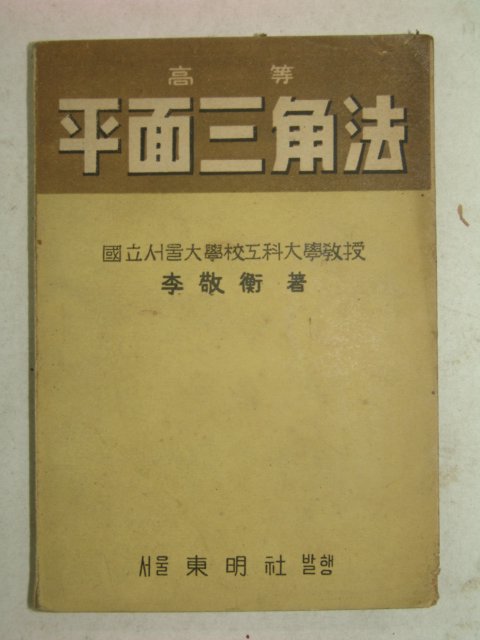 高等
平面三角法
國立서울大學校工科大學敎授
李敬衡 著
서울 東明社 발행